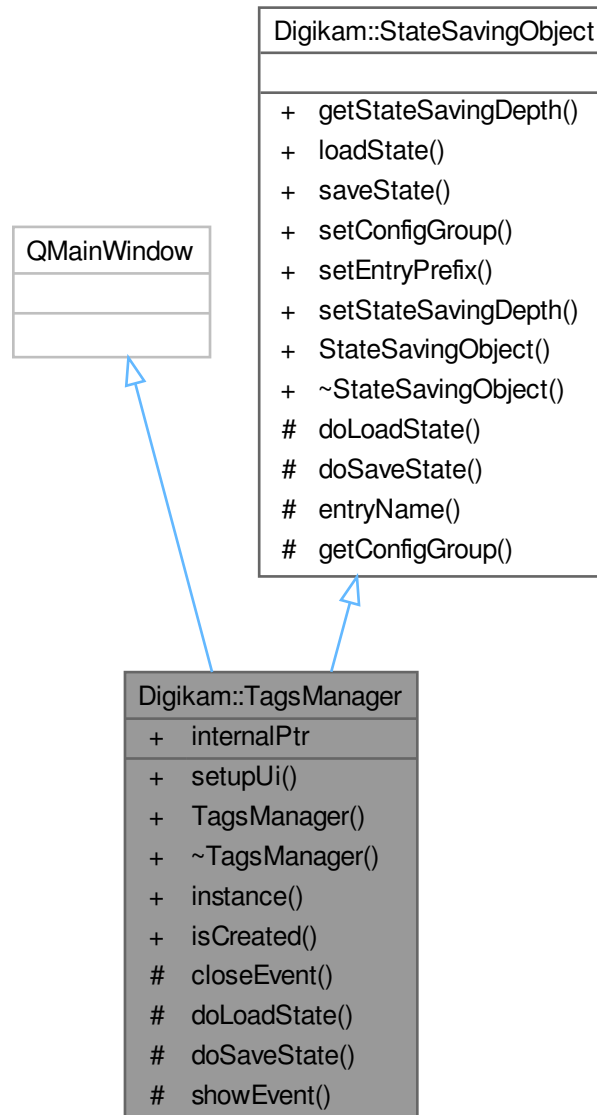 Digikam::StateSavingObject
+ getStateSavingDepth()
+ loadState()
+ saveState()
+ setConfigGroup()
+ setEntryPrefix()
+ setStateSavingDepth()
+ StateSavingObject()
+ ~StateSavingObject()
# doLoadState()
# doSaveState()
# entryName()
# getConfigGroup()
QMainWindow
Digikam::TagsManager
+ internalPtr
+ setupUi()
+ TagsManager()
+ ~TagsManager()
+ instance()
+ isCreated()
# closeEvent()
# doLoadState()
# doSaveState()
# showEvent()